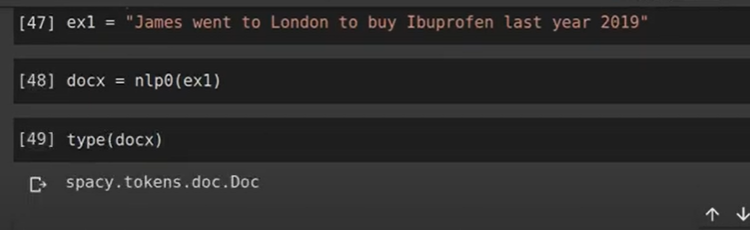 [47] ex1 = "James went to London to buy Ibuprofen last year 2019"
[48] docx = nlp0(ex1)
[49] type(docx)
spacy.tokens.doc.Doc